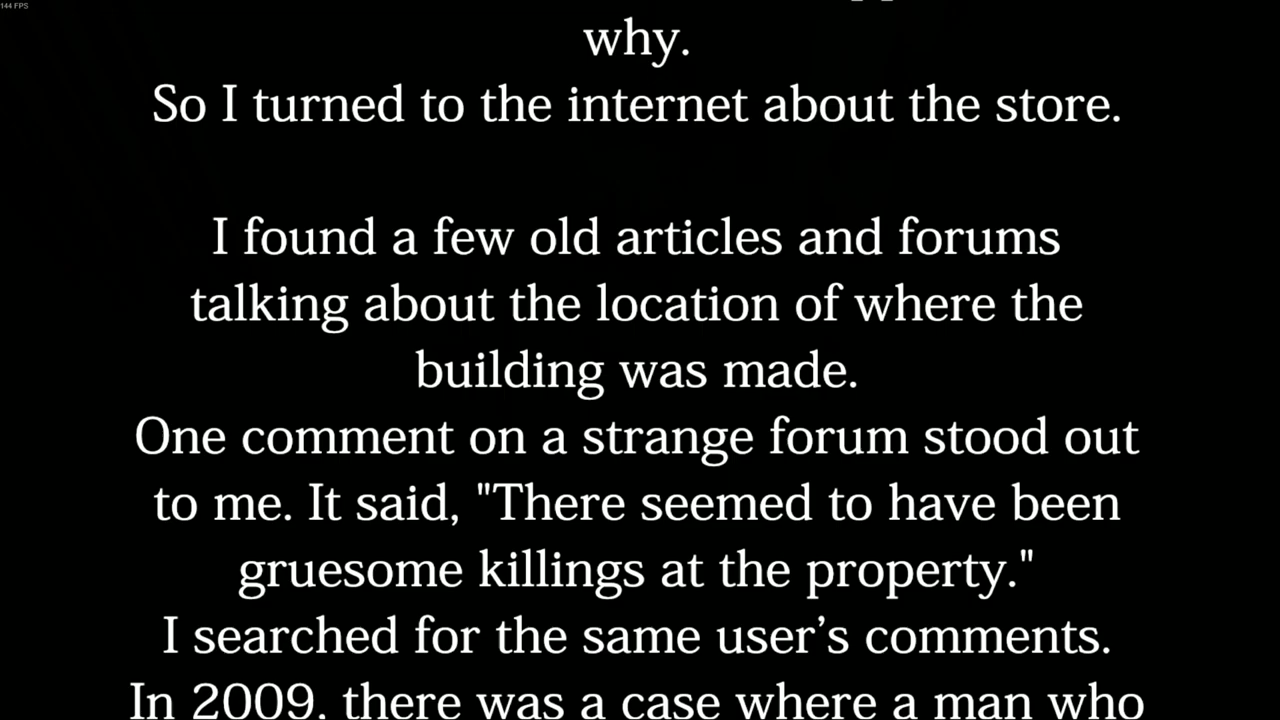 144 FPS
why.
So I turned to the internet about the store.
I found a few old articles and forums
talking about the location of where the
building was made.
One comment on a strange forum stood out
to me. It said, "There seemed to have been
gruesome killings at the property."
I searched for the same user’s comments.
In 2009, there was a case where a man who